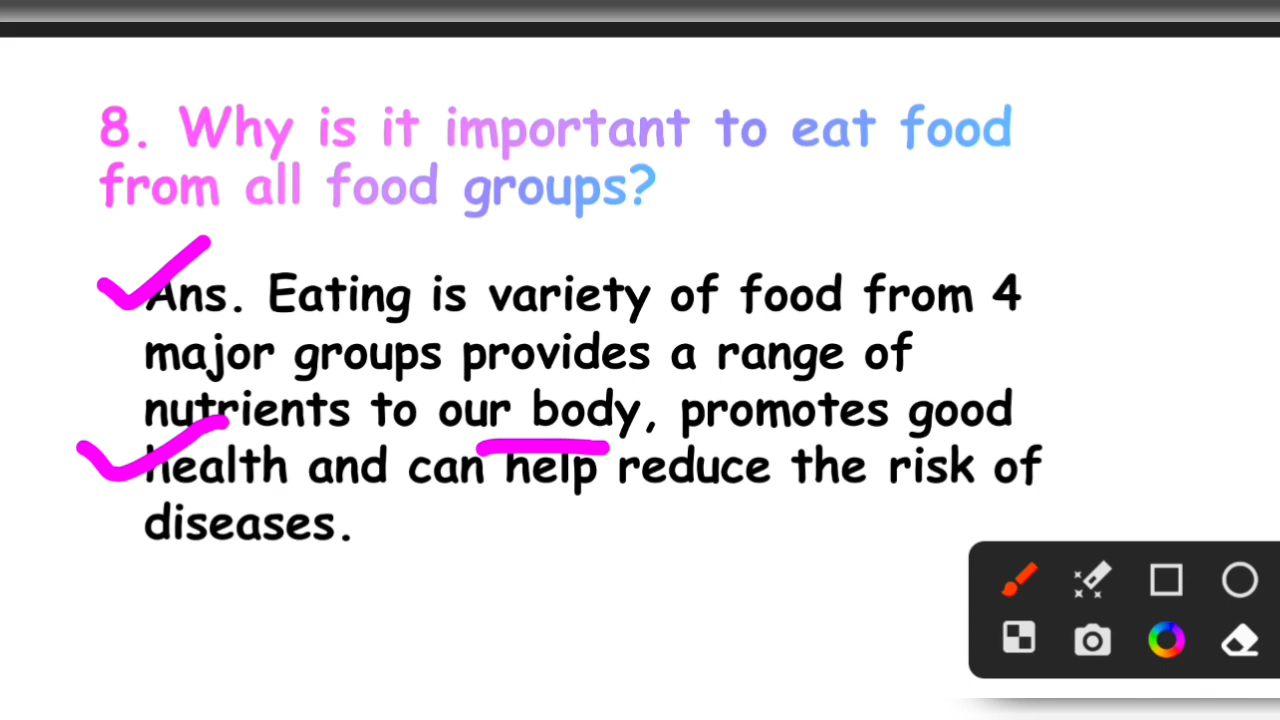 8. Why is it important to eat food
from all food groups?
Ans. Eating is variety of food from 4
major groups provides a range of
nutrients to our body, promotes good
health and can help reduce the risk of
diseases.